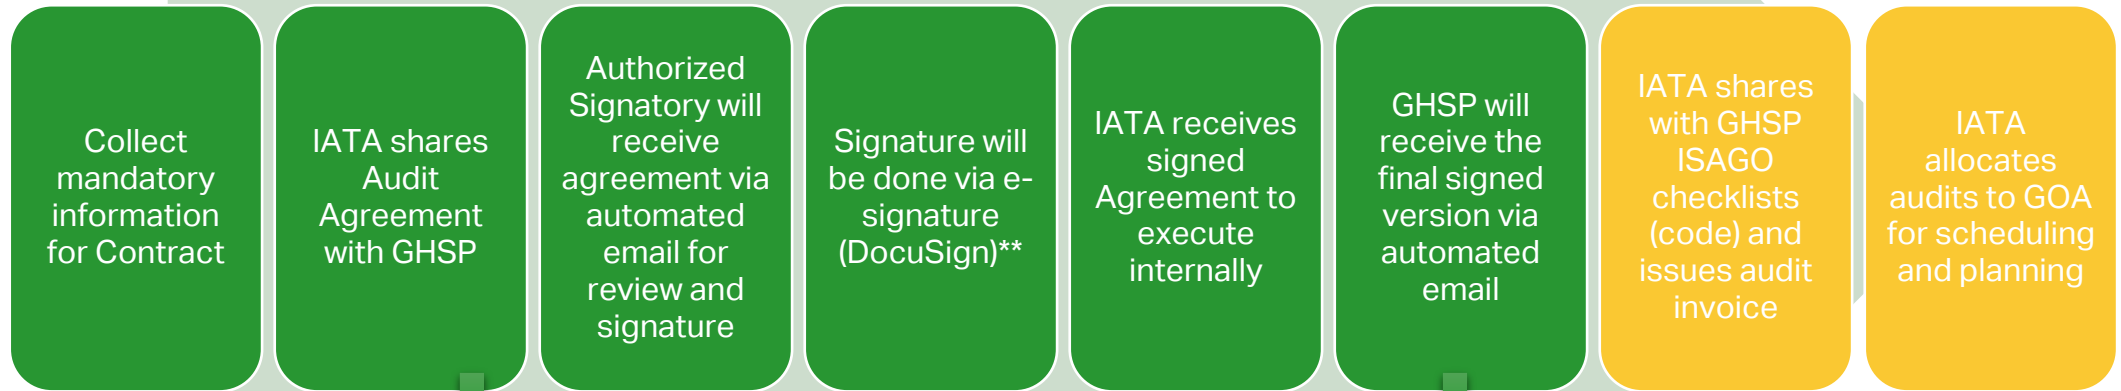 Collect
mandatory
information
for Contract
IATA shares
Audit
Agreement
with GHSP
Authorized
Signatory will
receive
agreement via
automated
email for
review and
signature
Signature will
be done via e-
signature
(DocuSign)**
IATA receives
signed
Agreement to
execute
internally
GHSP will
receive the
final signed
version via
automated
email
IATA shares
with GHSP
ISAGO
checklists
(code) and
issues audit
invoice
IATA
allocates
audits to GOA
for scheduling
and planning